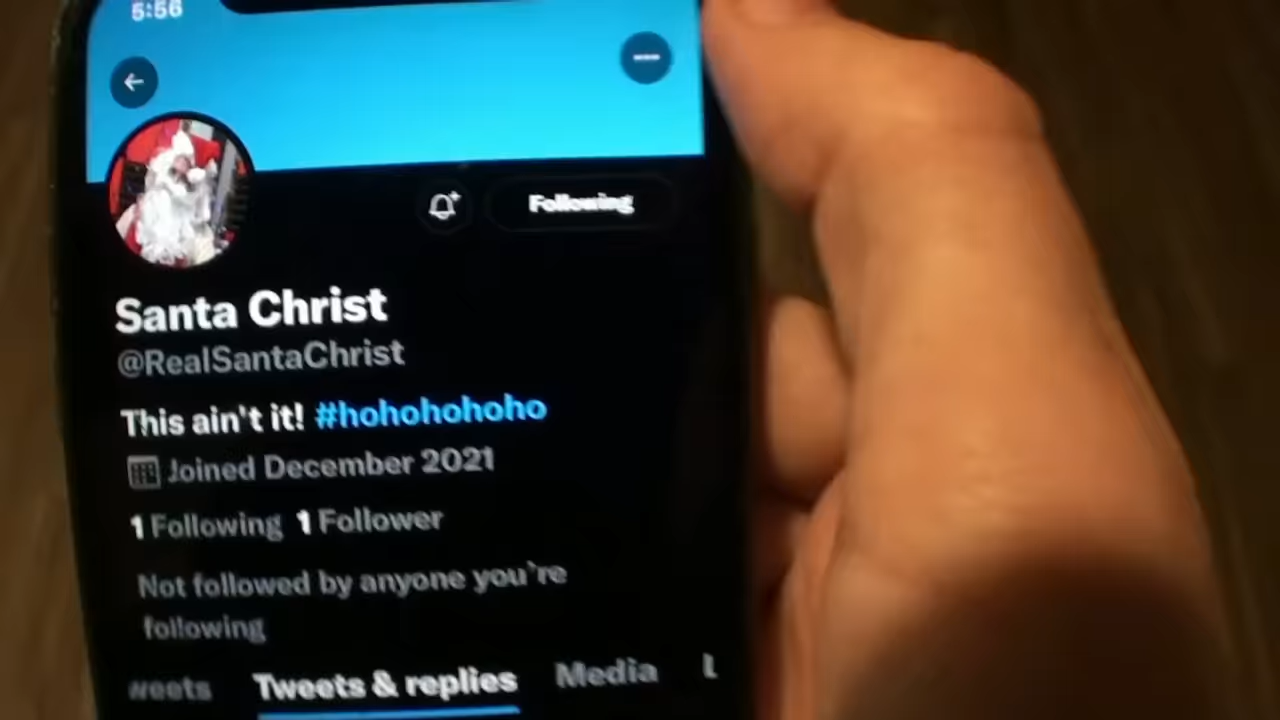 5:56
Following
Santa Christ
@RealSantaChrist
This ain't it! #hohohohoho
Joined December 2021
1 Following 1 Follower
Not followed by anyone you're
following
weets Tweets & replies Media L